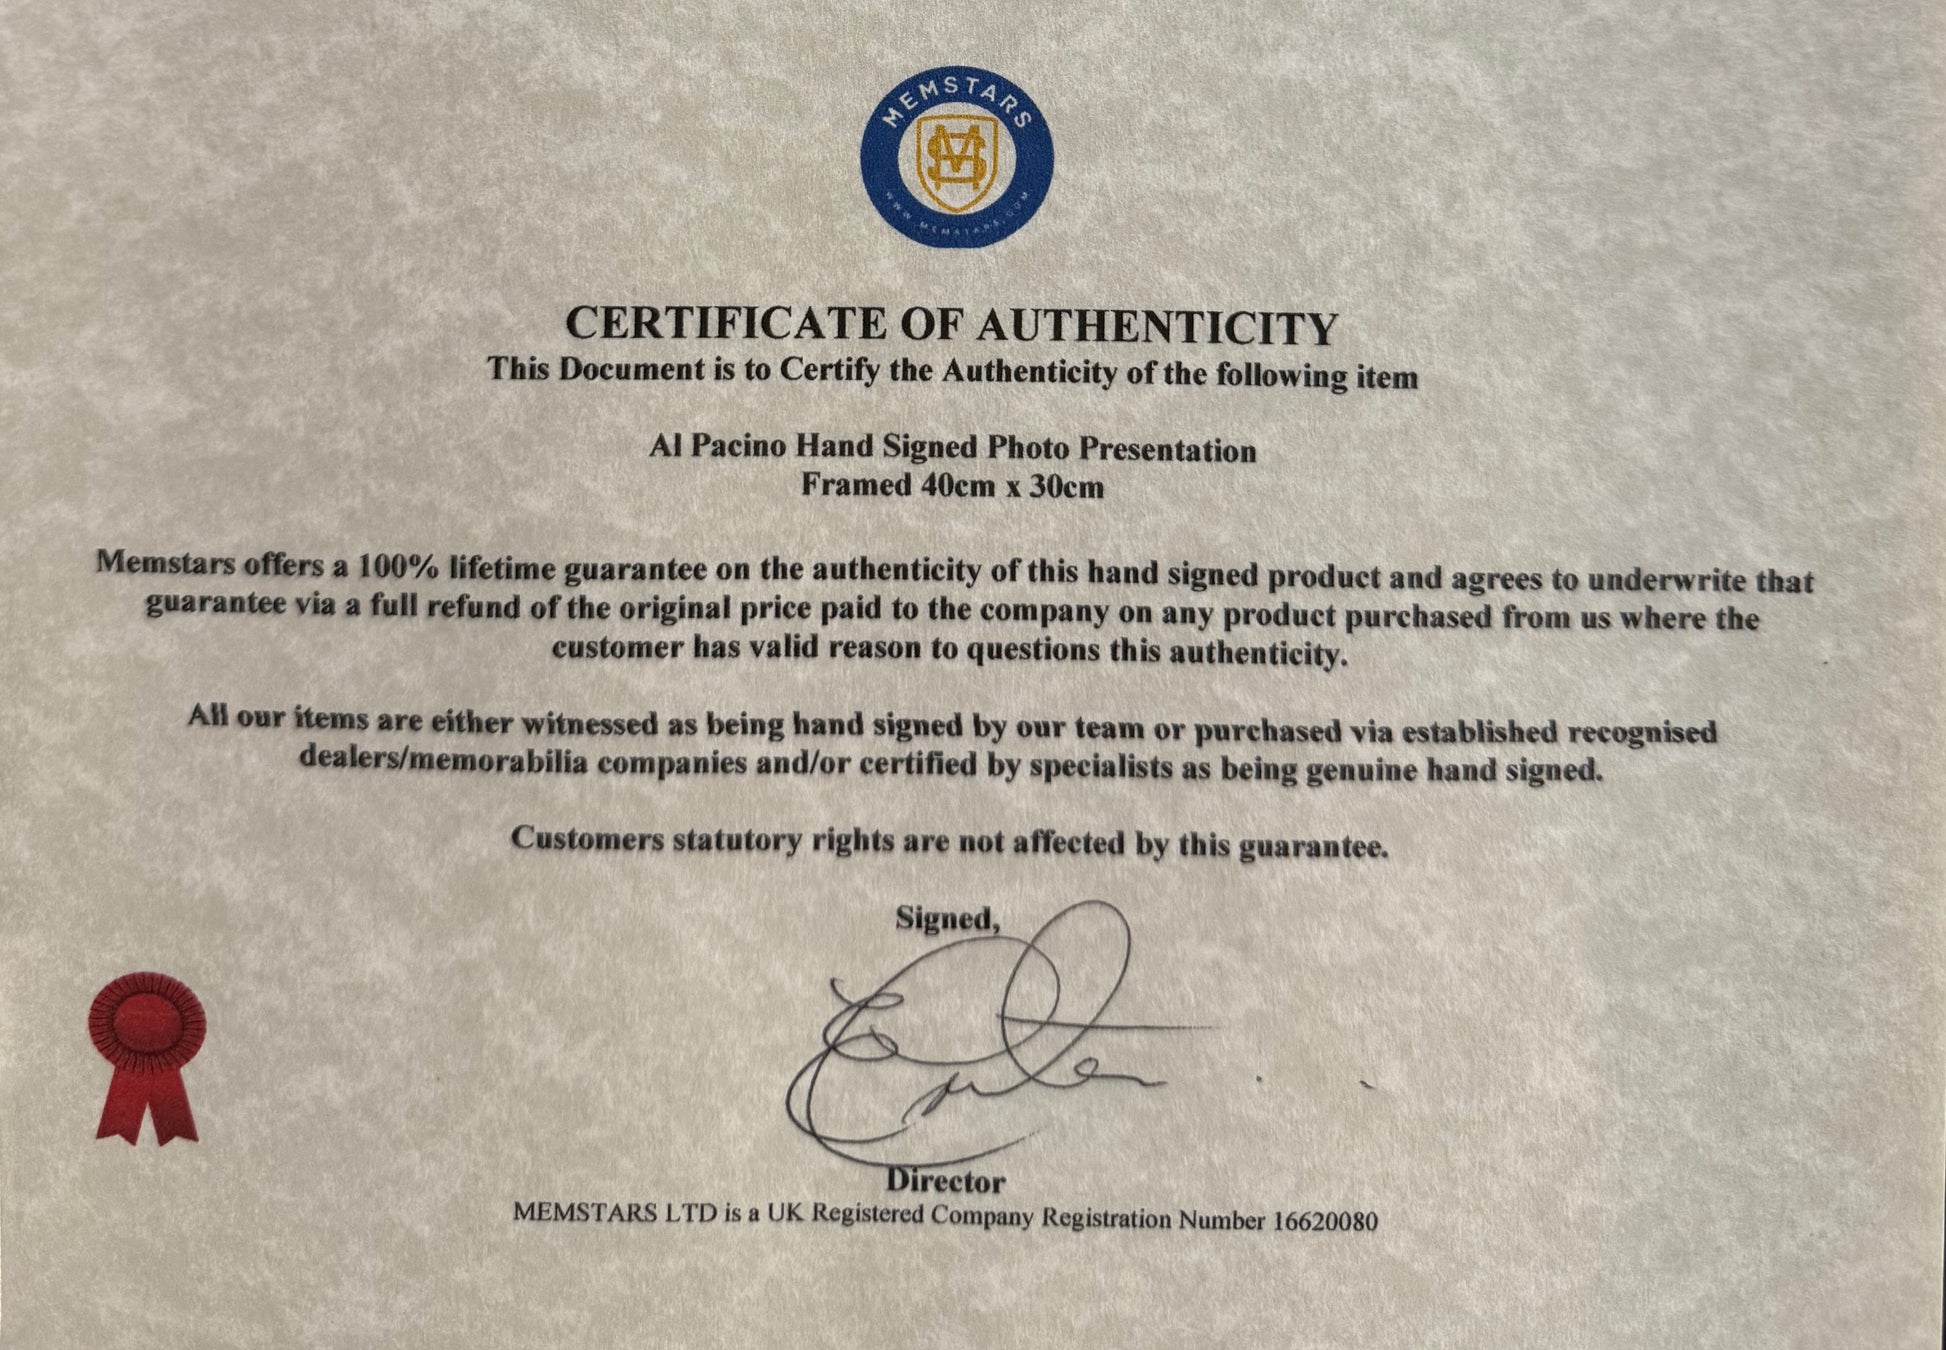 MEMSTARS
WWW.MEMSTARS.COM
CERTIFICATE OF AUTHENTICITY
This Document is to Certify the Authenticity of the following item
Al Pacino Hand Signed Photo Presentation
Framed 40cm x 30cm
Memstars offers a 100% lifetime guarantee on the authenticity of this hand signed product and agrees to underwrite that
guarantee via a full refund of the original price paid to the company on any product purchased from us where the
customer has valid reason to questions this authenticity.
All our items are either witnessed as being hand signed by our team or purchased via established recognised
dealers/memorabilia companies and/or certified by specialists as being genuine hand signed.
Customers statutory rights are not affected by this guarantee.
Signed,
Director
MEMSTARS LTD is a UK Registered Company Registration Number 16620080